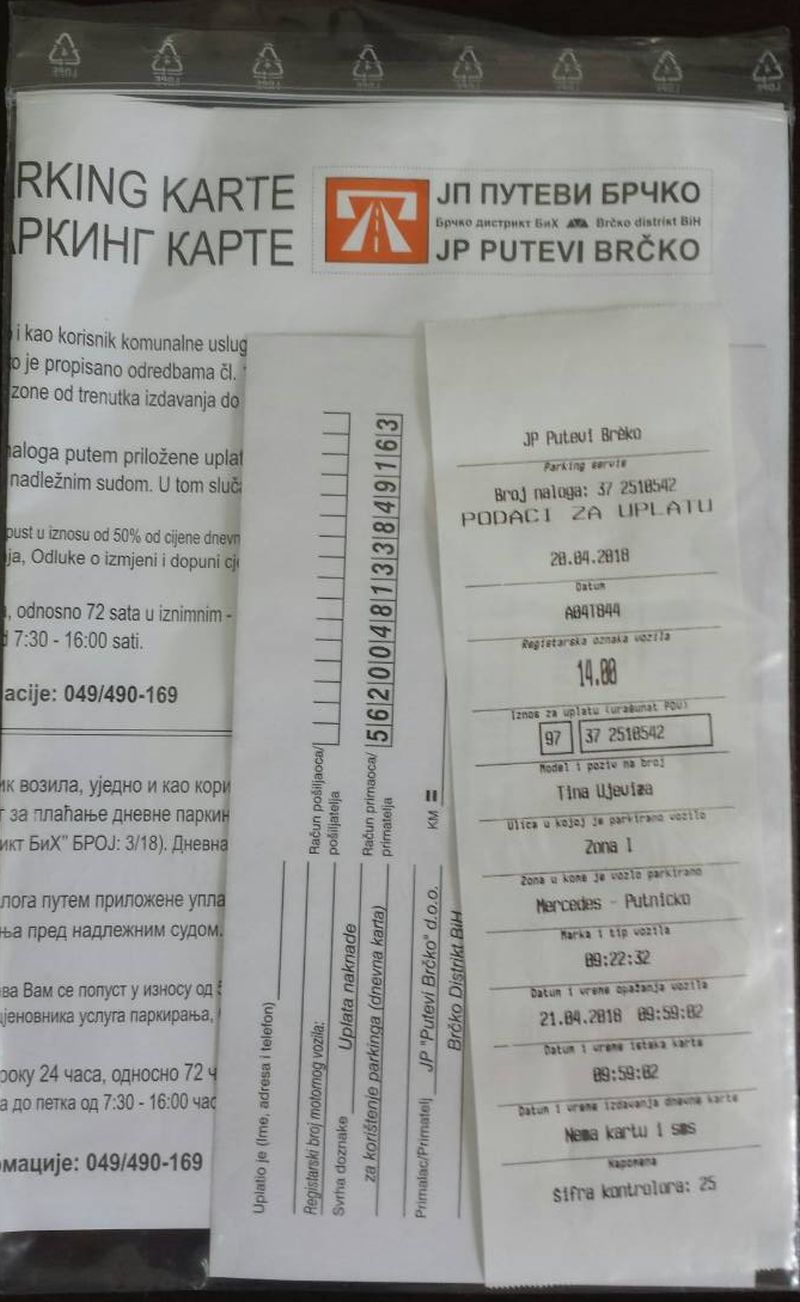 RKING KARTE
РКИНГ КАРТЕ
ЈП ПУТЕВИ БРЧКО
Брчко дистрикт БиХ Brčko distrikt BiH
JP PUTEVI BRČKO
i kao korisnik komunalne uslug
o je propisano odredbama čl.
zone od trenutka izdavanja do
aloga putem priložene uplat
nadležnim sudom. U tom sluča
pust u iznosu od 50% od cijene dnevn
ja, Odluke o izmjeni i dopuni cj
, odnosno 72 sata u iznimnim -
7:30 - 16:00 sati.
acije: 049/490-169
ик возила, уједно и као кори
г за плаћање дневне паркин
икт БиХ" БРОЈ: 3/18). Дневна
лога путем приложене упла
ња пред надлежним судом.
ва Вам се попуст у износу од
цјеновника услуга паркирања,
року 24 часа, односно 72 ч
а до петка од 7:30 - 16:00 час
мације: 049/490-169
Uplatio je (Ime, adresa i telefon)
Registarski broj motornog vozila:
Svrha doznake Uplata naknade
za korištenje parkinga (dnevna karta)
Primalac/Primatelj JP "Putevi Brčko" d.o.o.
Brčko Distrikt BiH
Račun pošiljaoca/
pošiljatelja
Račun primaoca/
primatelja
5620048133849163
KM =
JP Putevi Brčko
Parking servis
Broj naloga: 37 2510542
PODACI ZA UPLATU
20.04.2018
Datum
A041844
Registarska oznaka vozila
14.00
Iznos za uplatu (uračunat PDV)
97 37 2510542
Model i poziv na broj
Tina Ujevića
Ulica u kojoj je parkirano vozilo
Zona 1
Zona u kome je vozlo parkirano
Mercedes - Putnicko
Marka i tip vozila
09:22:32
Datum i vreme opažanja vozila
21.04.2018 09:59:02
Datum i vreme isteka karte
09:59:02
Datum i vreme izdavanja dnevne karte
Nema kartu i sms
Napomena
Sifra kontrolora: 25